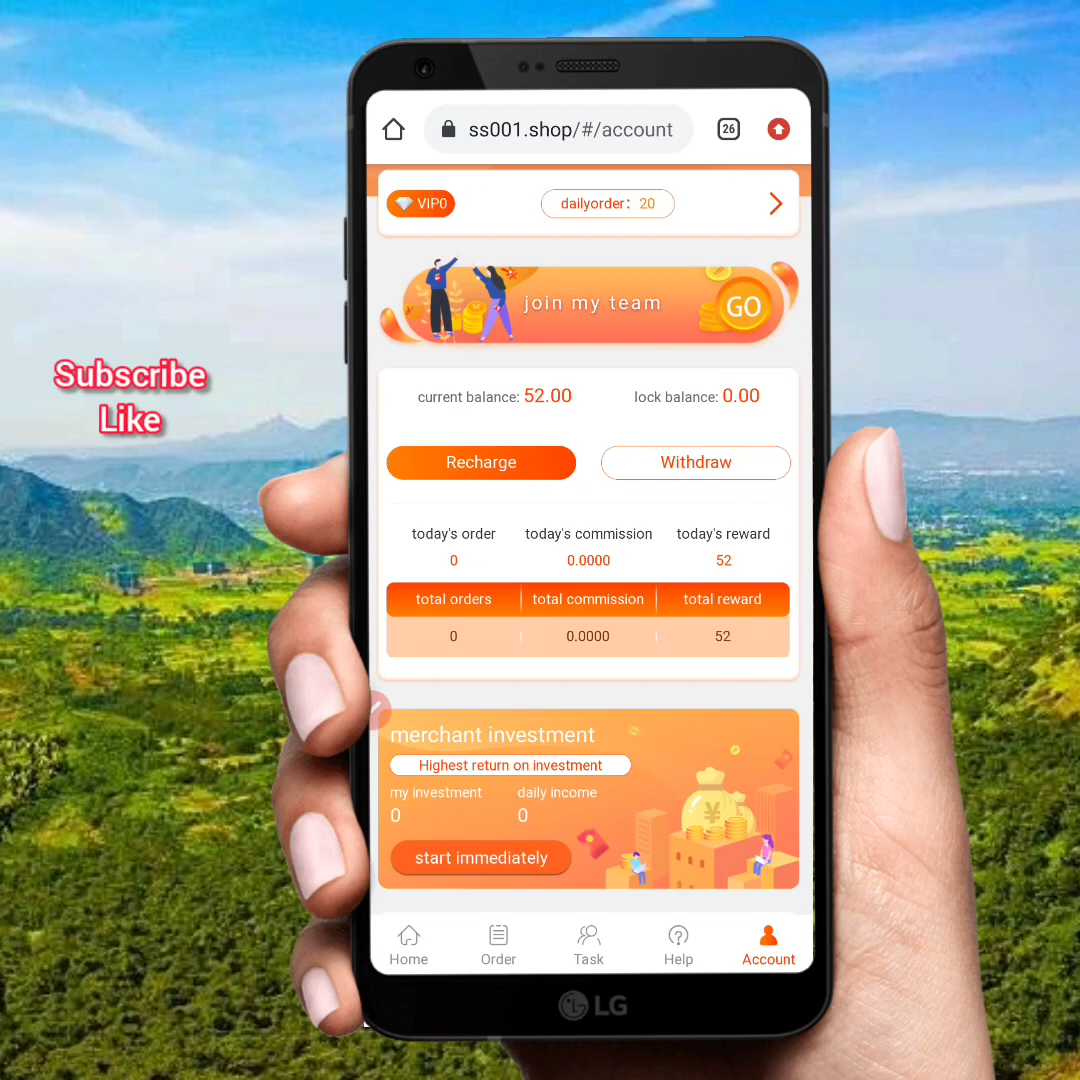 Subscribe
Like
ss001.shop/#/account
26
VIP0
dailyorder: 20
join my team
GO
current balance: 52.00
lock balance: 0.00
Recharge
Withdraw
today's order
today's commission
today's reward
0
0.0000
52
total orders
total commission
total reward
0
0.0000
52
merchant investment
Highest return on investment
my investment
daily income
0
0
¥
start immediately
Home
Order
Task
Help
Account
LG